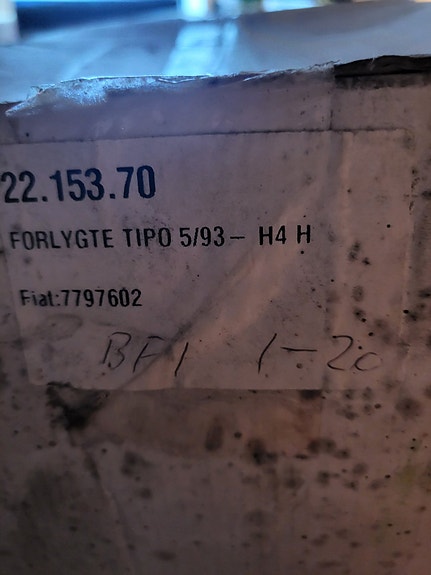 22.153.70
FORLYGTE TIPO 5/93- H4 H
Fiat:7797602
BF1 1-20